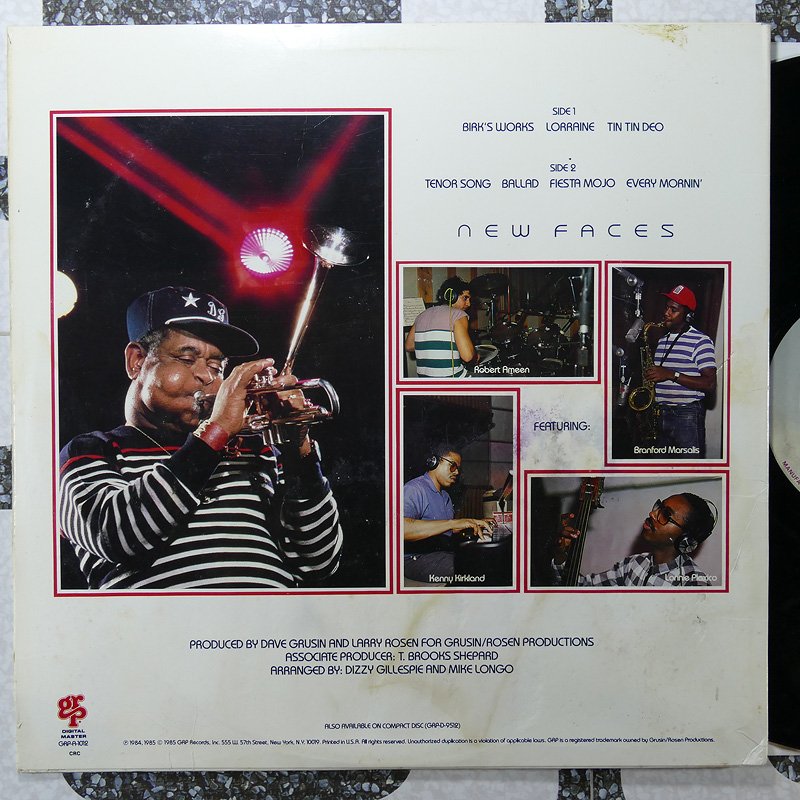 SIDE 1
BIRK'S WORKS LORRAINE TIN TIN DEO
SIDE 2
TENOR SONG BALLAD FIESTA MOJO EVERY MORNIN'
NEW FACES
Robert Ameen
FEATURING:
Branford Marsalis
Kenny Kirkland
Lonnie Plaxico
PRODUCED BY DAVE GRUSIN AND LARRY ROSEN FOR GRUSIN/ROSEN PRODUCTIONS
ASSOCIATE PRODUCER: T. BROOKS SHEPARD
ARRANGED BY: DIZZY GILLESPIE AND MIKE LONGO
grp
DIGITAL
MASTER
GRP-A-1012
CRC
ALSO AVAILABLE ON COMPACT DISC (GRP-D-9512)
℗ 1984, 1985 © 1985 GRP Records, Inc. 555 W. 57th Street, New York, N.Y. 10019. Printed in U.S.A. All rights reserved. Unauthorized duplication is a violation of applicable laws. GRP is a registered trademark owned by Grusin/Rosen Productions.